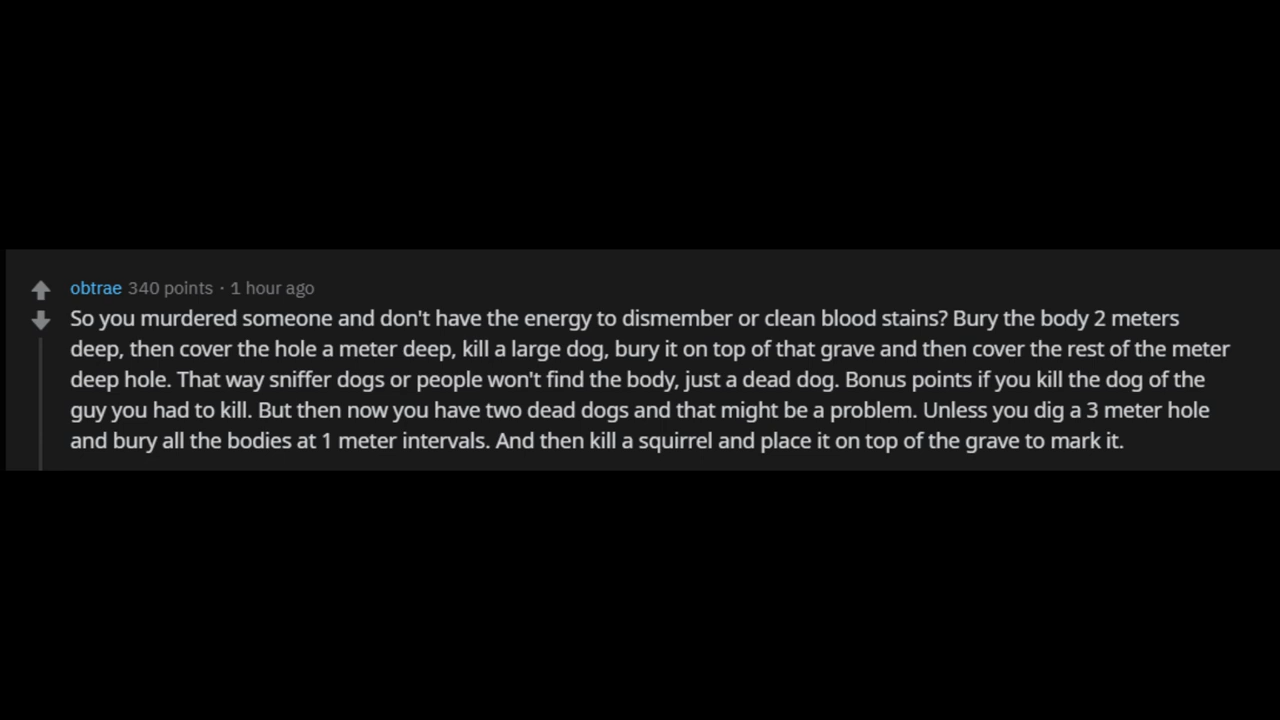 obtrae 340 points · 1 hour ago
So you murdered someone and don't have the energy to dismember or clean blood stains? Bury the body 2 meters
deep, then cover the hole a meter deep, kill a large dog, bury it on top of that grave and then cover the rest of the meter
deep hole. That way sniffer dogs or people won't find the body, just a dead dog. Bonus points if you kill the dog of the
guy you had to kill. But then now you have two dead dogs and that might be a problem. Unless you dig a 3 meter hole
and bury all the bodies at 1 meter intervals. And then kill a squirrel and place it on top of the grave to mark it.